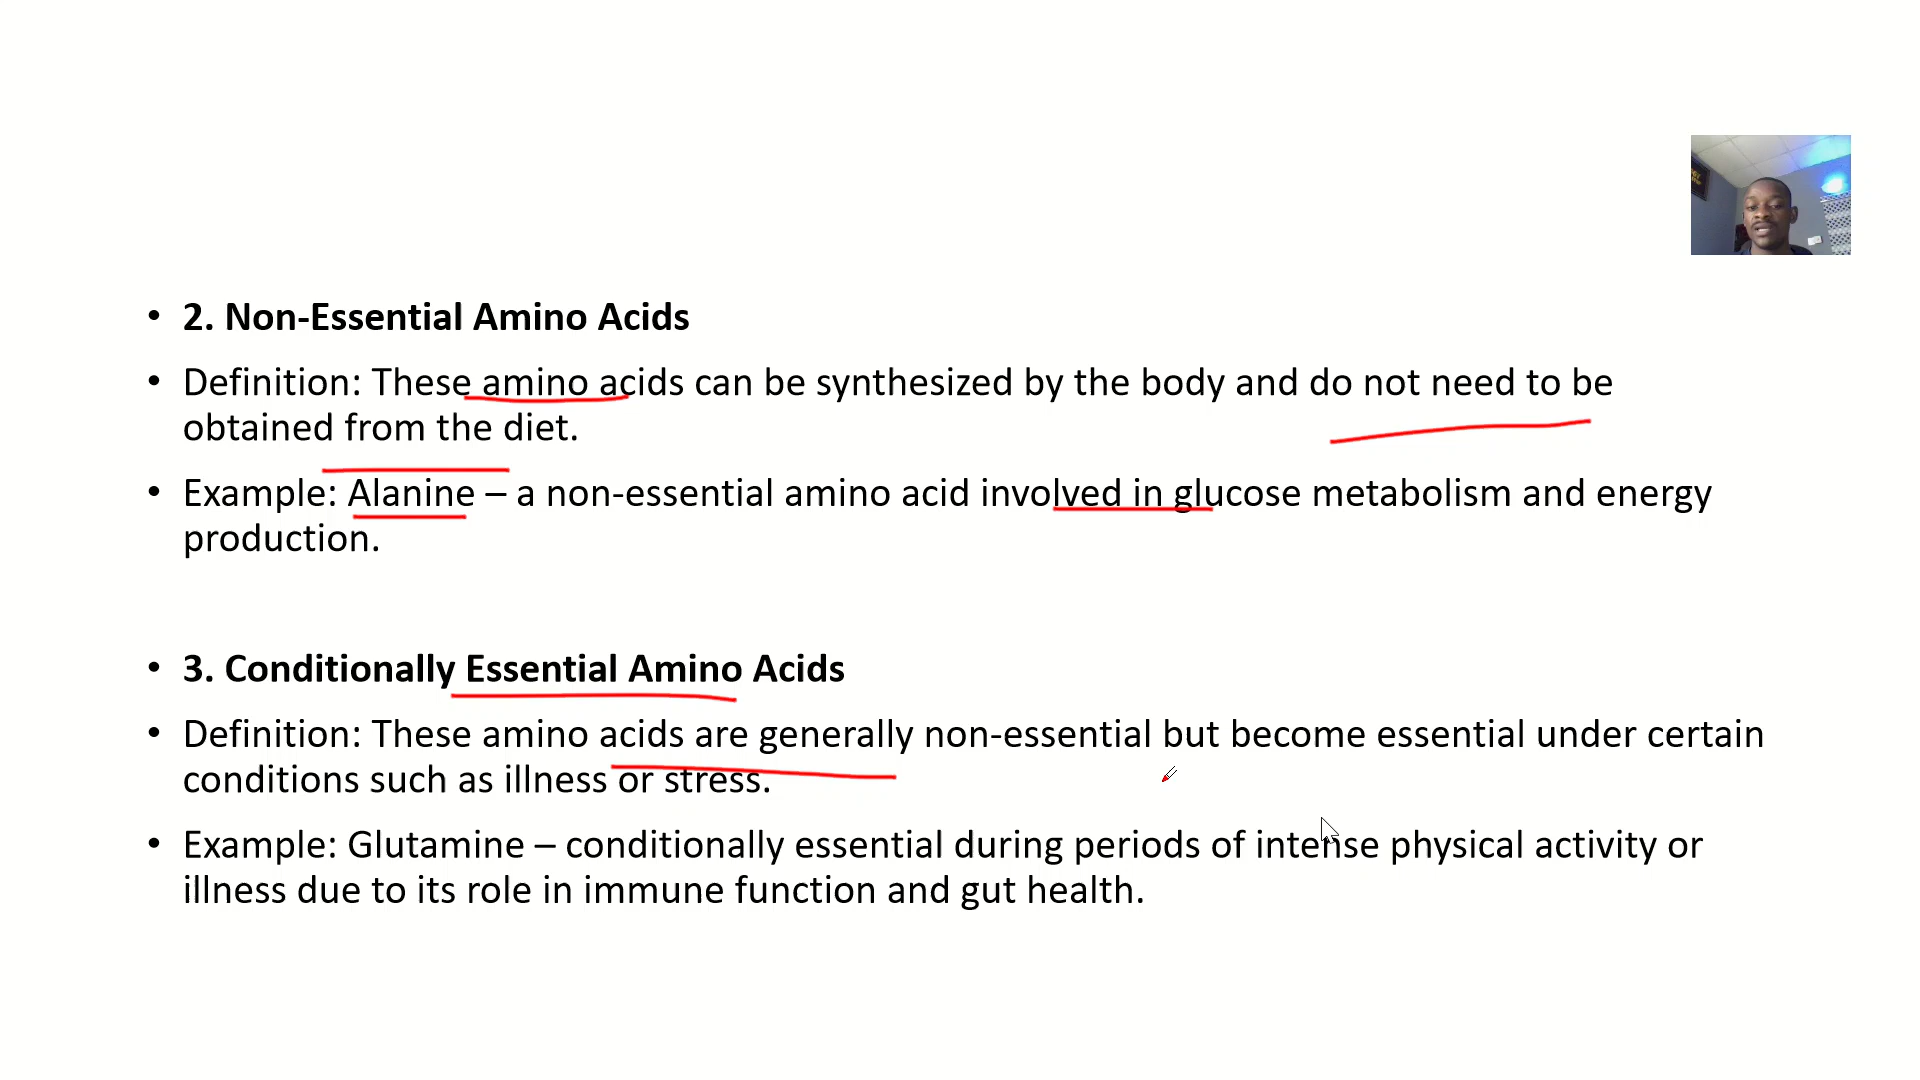 • 2. Non-Essential Amino Acids
• Definition: These amino acids can be synthesized by the body and do not need to be
obtained from the diet.
• Example: Alanine – a non-essential amino acid involved in glucose metabolism and energy
production.
• 3. Conditionally Essential Amino Acids
• Definition: These amino acids are generally non-essential but become essential under certain
conditions such as illness or stress.
• Example: Glutamine – conditionally essential during periods of intense physical activity or
illness due to its role in immune function and gut health.